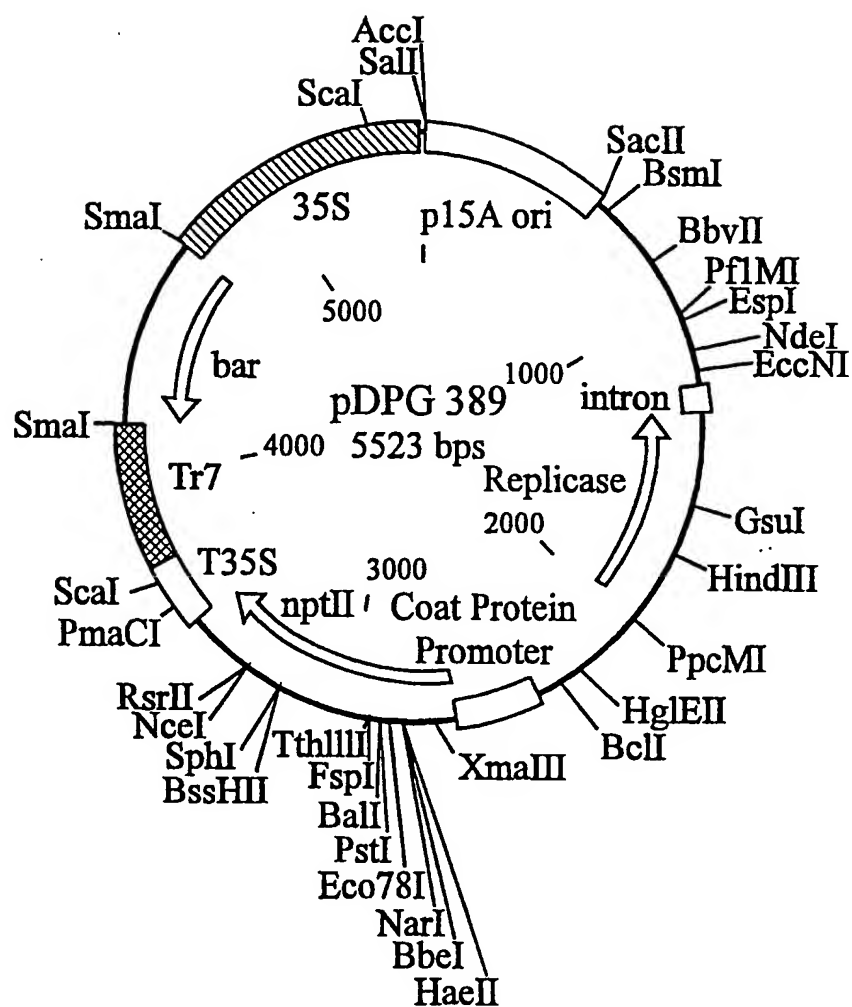 AccI
SalI
ScaI
SacII
BsmI
BbvII
PflMI
EspI
NdeI
EccNI
SmaI
35S
p15A ori
5000
bar
1000
intron
pDPG 389
5523 bps
SmaI
4000
Tr7
Replicase
2000
GsuI
HindIII
T35S
3000
nptII
Coat Protein
Promoter
ScaI
PmaCI
PpcMI
HglEII
BclI
RsrII
NceI
SphI
BssHII
TthlllI
FspI
BalI
PstI
Eco78I
NarI
BbeI
HaeII
XmaIII